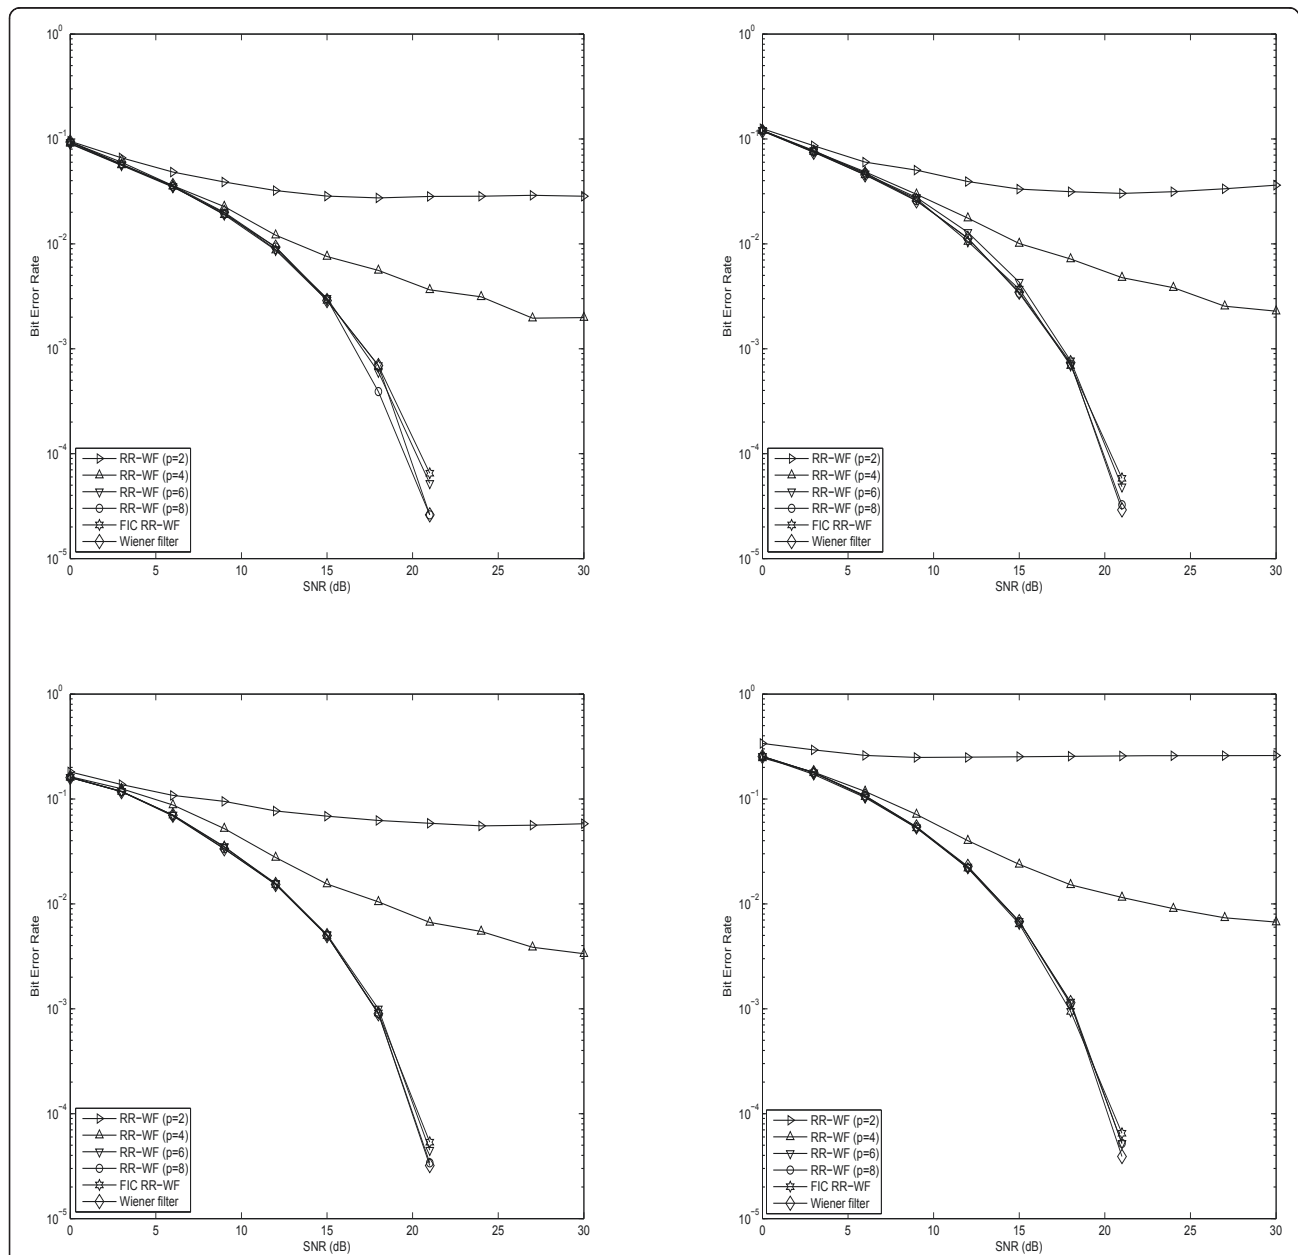 10^0
10^-1
10^-2
10^-3
10^-4
10^-5
Bit Error Rate
RR−WF (p=2)
RR−WF (p=4)
RR−WF (p=6)
RR−WF (p=8)
FIC RR−WF
Wiener filter
0 5 10 15 20 25 30
SNR (dB)
10^0
10^-1
10^-2
10^-3
10^-4
10^-5
Bit Error Rate
RR−WF (p=2)
RR−WF (p=4)
RR−WF (p=6)
RR−WF (p=8)
FIC RR−WF
Wiener filter
0 5 10 15 20 25 30
SNR (dB)
10^0
10^-1
10^-2
10^-3
10^-4
10^-5
Bit Error Rate
RR−WF (p=2)
RR−WF (p=4)
RR−WF (p=6)
RR−WF (p=8)
FIC RR−WF
Wiener filter
0 5 10 15 20 25 30
SNR (dB)
10^0
10^-1
10^-2
10^-3
10^-4
10^-5
Bit Error Rate
RR−WF (p=2)
RR−WF (p=4)
RR−WF (p=6)
RR−WF (p=8)
FIC RR−WF
Wiener filter
0 5 10 15 20 25 30
SNR (dB)